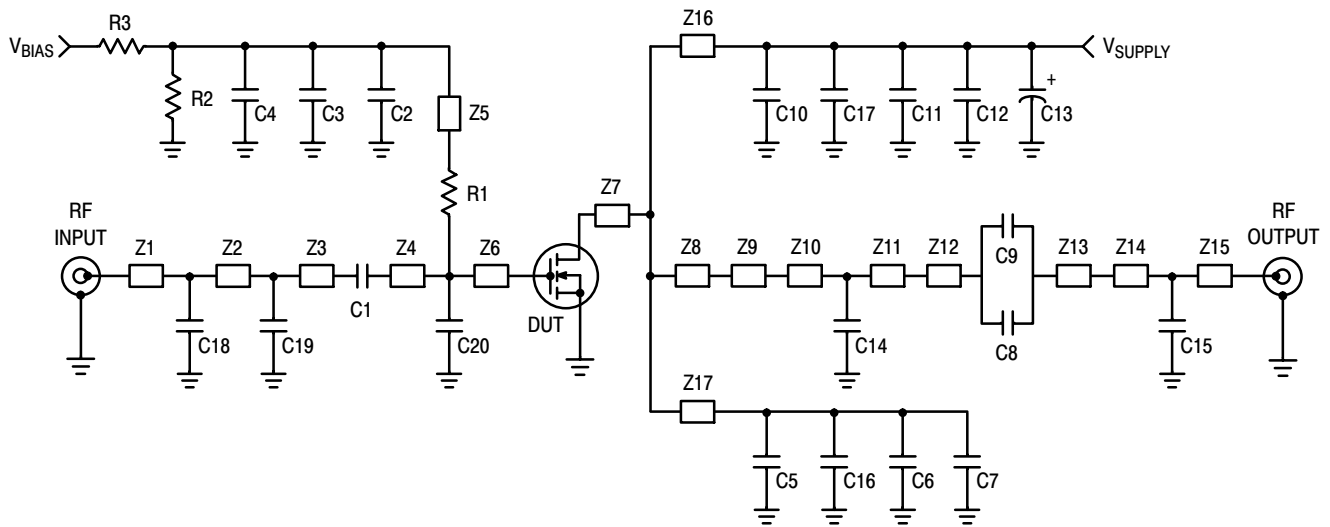 R3
Z16
VBIAS
VSUPPLY
R2
C4
C3
C2
Z5
C10
C17
C11
C12
+
C13
R1
Z7
RF
INPUT
Z1
Z2
Z3
Z4
Z6
Z8
Z9
Z10
Z11
Z12
C9
Z13
Z14
Z15
RF
OUTPUT
C1
DUT
C18
C19
C20
C14
C8
C15
Z17
C5
C16
C6
C7